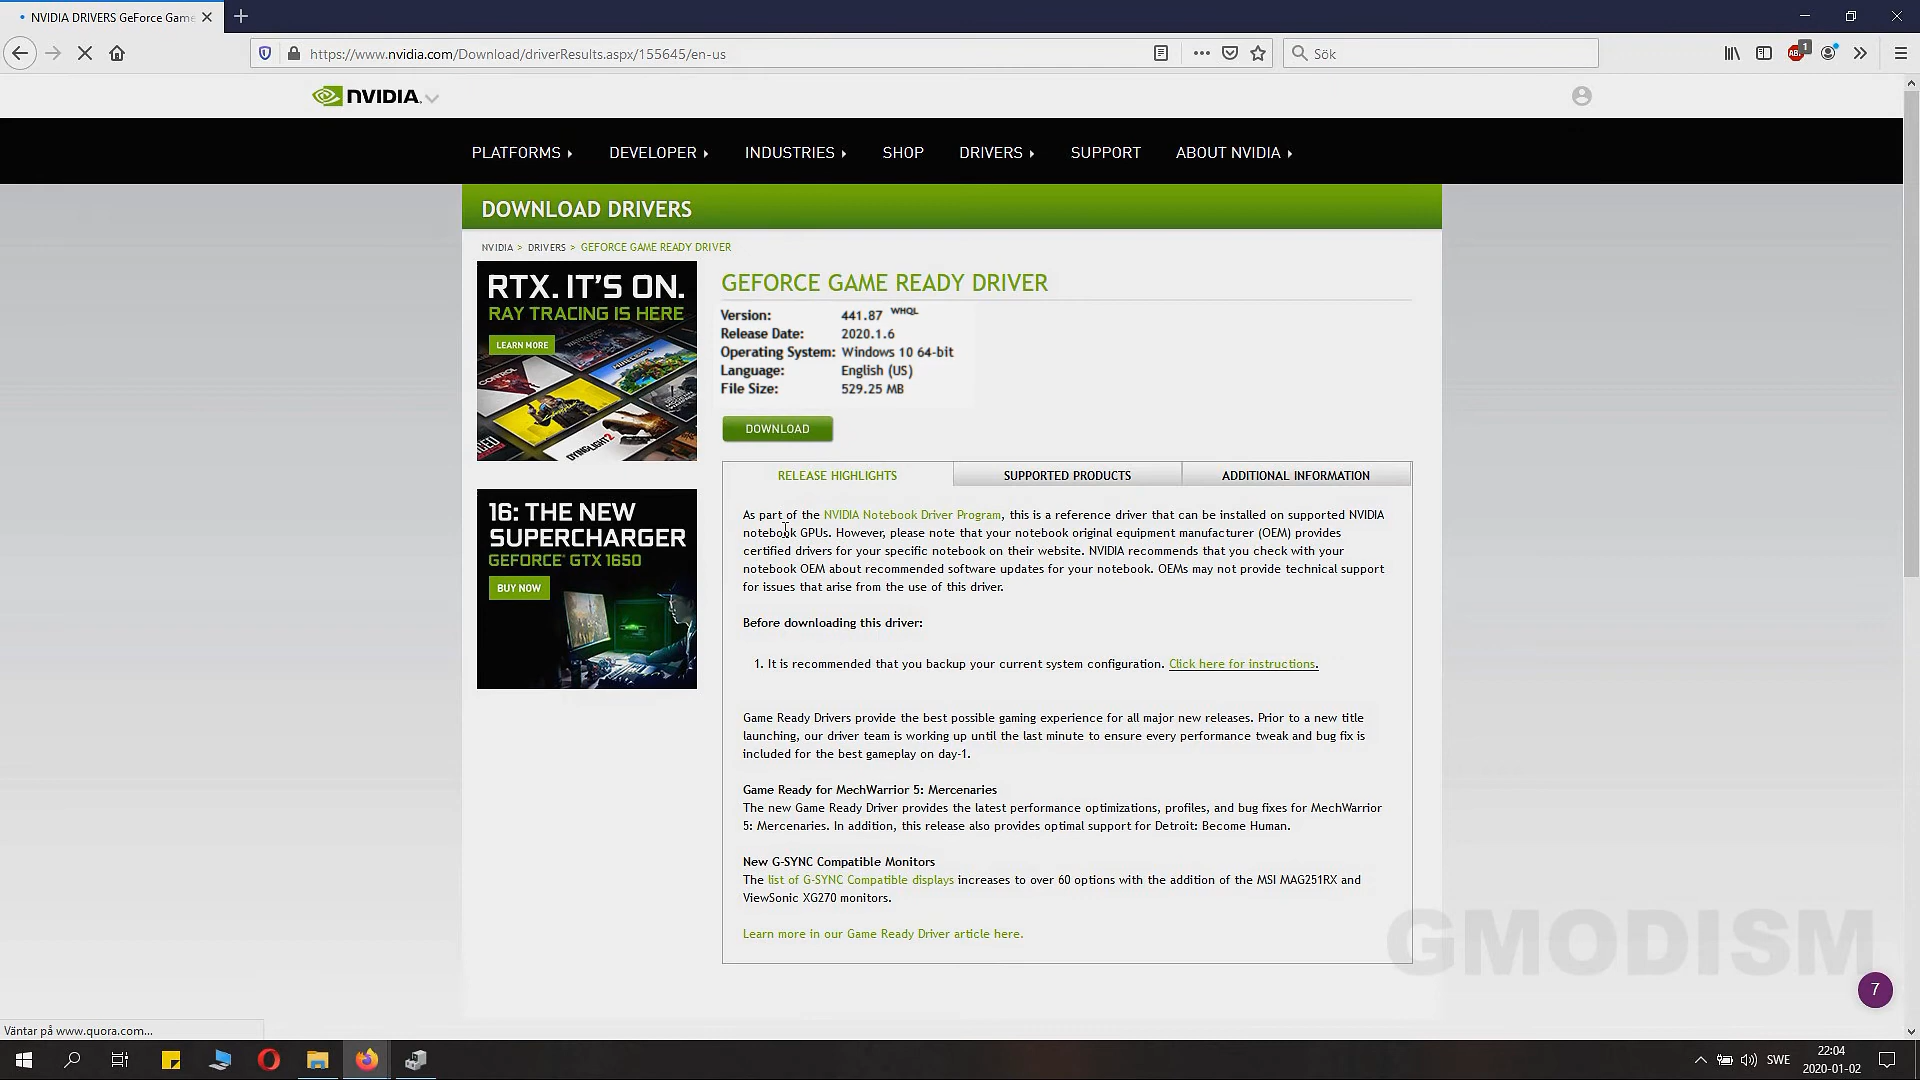 NVIDIA DRIVERS GeForce Game
https://www.nvidia.com/Download/driverResults.aspx/155645/en-us
Sök
ABP
1
NVIDIA.
PLATFORMS
DEVELOPER
INDUSTRIES
SHOP
DRIVERS
SUPPORT
ABOUT NVIDIA
DOWNLOAD DRIVERS
NVIDIA > DRIVERS > GEFORCE GAME READY DRIVER
RTX. IT'S ON.
RAY TRACING IS HERE
LEARN MORE
CONTROL
MINECRAFT
DYING LIGHT 2
GEFORCE GAME READY DRIVER
Version: 441.87 WHQL
Release Date: 2020.1.6
Operating System: Windows 10 64-bit
Language: English (US)
File Size: 529.25 MB
DOWNLOAD
RELEASE HIGHLIGHTS
SUPPORTED PRODUCTS
ADDITIONAL INFORMATION
16: THE NEW
SUPERCHARGER
GEFORCE® GTX 1650
BUY NOW
As part of the NVIDIA Notebook Driver Program, this is a reference driver that can be installed on supported NVIDIA
notebook GPUs. However, please note that your notebook original equipment manufacturer (OEM) provides
certified drivers for your specific notebook on their website. NVIDIA recommends that you check with your
notebook OEM about recommended software updates for your notebook. OEMs may not provide technical support
for issues that arise from the use of this driver.
Before downloading this driver:
1. It is recommended that you backup your current system configuration. Click here for instructions.
Game Ready Drivers provide the best possible gaming experience for all major new releases. Prior to a new title
launching, our driver team is working up until the last minute to ensure every performance tweak and bug fix is
included for the best gameplay on day-1.
Game Ready for MechWarrior 5: Mercenaries
The new Game Ready Driver provides the latest performance optimizations, profiles, and bug fixes for MechWarrior
5: Mercenaries. In addition, this release also provides optimal support for Detroit: Become Human.
New G-SYNC Compatible Monitors
The list of G-SYNC Compatible displays increases to over 60 options with the addition of the MSI MAG251RX and
ViewSonic XG270 monitors.
Learn more in our Game Ready Driver article here.
GMODISM
7
Väntar på www.quora.com...
SWE
22:04
2020-01-02